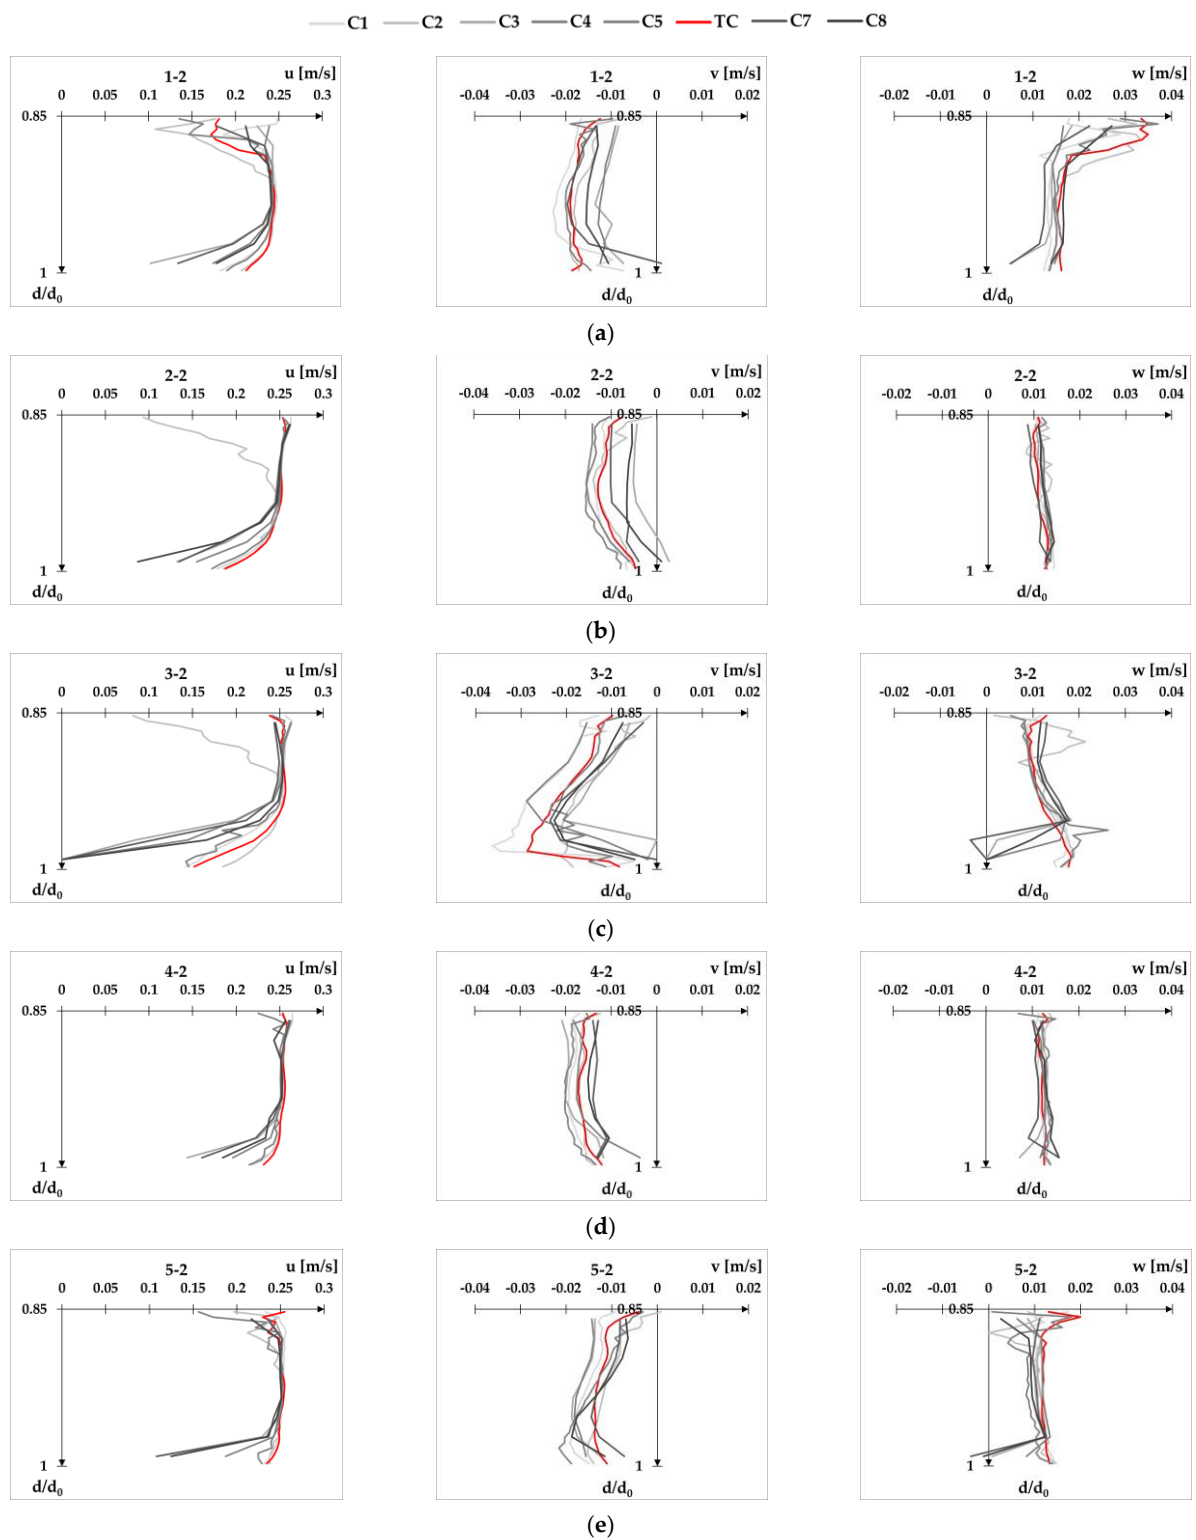 C1 C2 C3 C4 C5 TC C7 C8
1-2 u [m/s] 1-2 v [m/s] 1-2 w [m/s]
0 0.05 0.1 0.15 0.2 0.25 0.3 -0.04 -0.03 -0.02 -0.01 0 0.01 0.02 -0.02 -0.01 0 0.01 0.02 0.03 0.04
0.85 0.85 0.85
1 1 1
d/d0 d/d0 d/d0
(a)
2-2 u [m/s] 2-2 v [m/s] 2-2 w [m/s]
0 0.05 0.1 0.15 0.2 0.25 0.3 -0.04 -0.03 -0.02 -0.01 0 0.01 0.02 -0.02 -0.01 0 0.01 0.02 0.03 0.04
0.85 0.85 0.85
1 1 1
d/d0 d/d0 d/d0
(b)
3-2 u [m/s] 3-2 v [m/s] 3-2 w [m/s]
0 0.05 0.1 0.15 0.2 0.25 0.3 -0.04 -0.03 -0.02 -0.01 0 0.01 0.02 -0.02 -0.01 0 0.01 0.02 0.03 0.04
0.85 0.85 0.85
1 1 1
d/d0 d/d0 d/d0
(c)
4-2 u [m/s] 4-2 v [m/s] 4-2 w [m/s]
0 0.05 0.1 0.15 0.2 0.25 0.3 -0.04 -0.03 -0.02 -0.01 0 0.01 0.02 -0.02 -0.01 0 0.01 0.02 0.03 0.04
0.85 0.85 0.85
1 1 1
d/d0 d/d0 d/d0
(d)
5-2 u [m/s] 5-2 v [m/s] 5-2 w [m/s]
0 0.05 0.1 0.15 0.2 0.25 0.3 -0.04 -0.03 -0.02 -0.01 0 0.01 0.02 -0.02 -0.01 0 0.01 0.02 0.03 0.04
0.85 0.85 0.85
1 1 1
d/d0 d/d0 d/d0
(e)